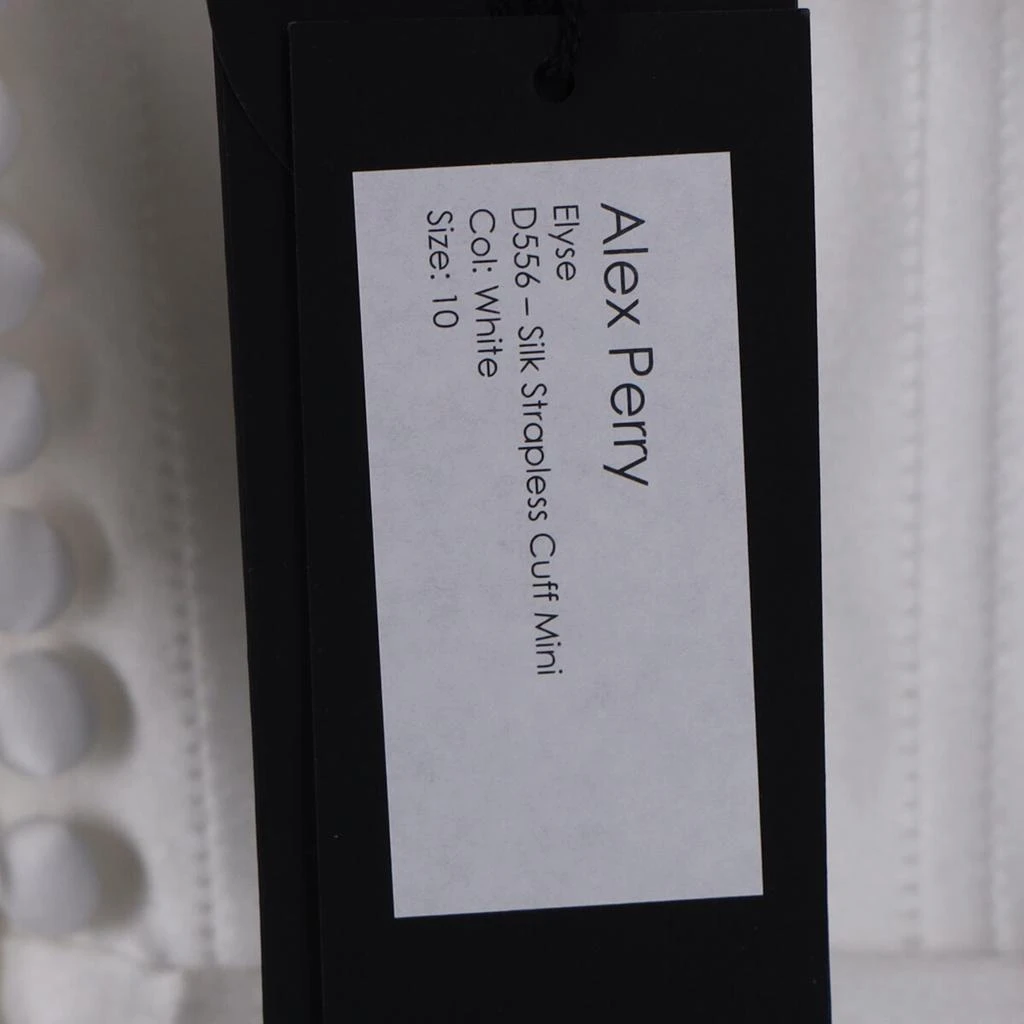 Alex Perry
Elyse
D556 – Silk Strapless Cuff Mini
Col: White
Size: 10